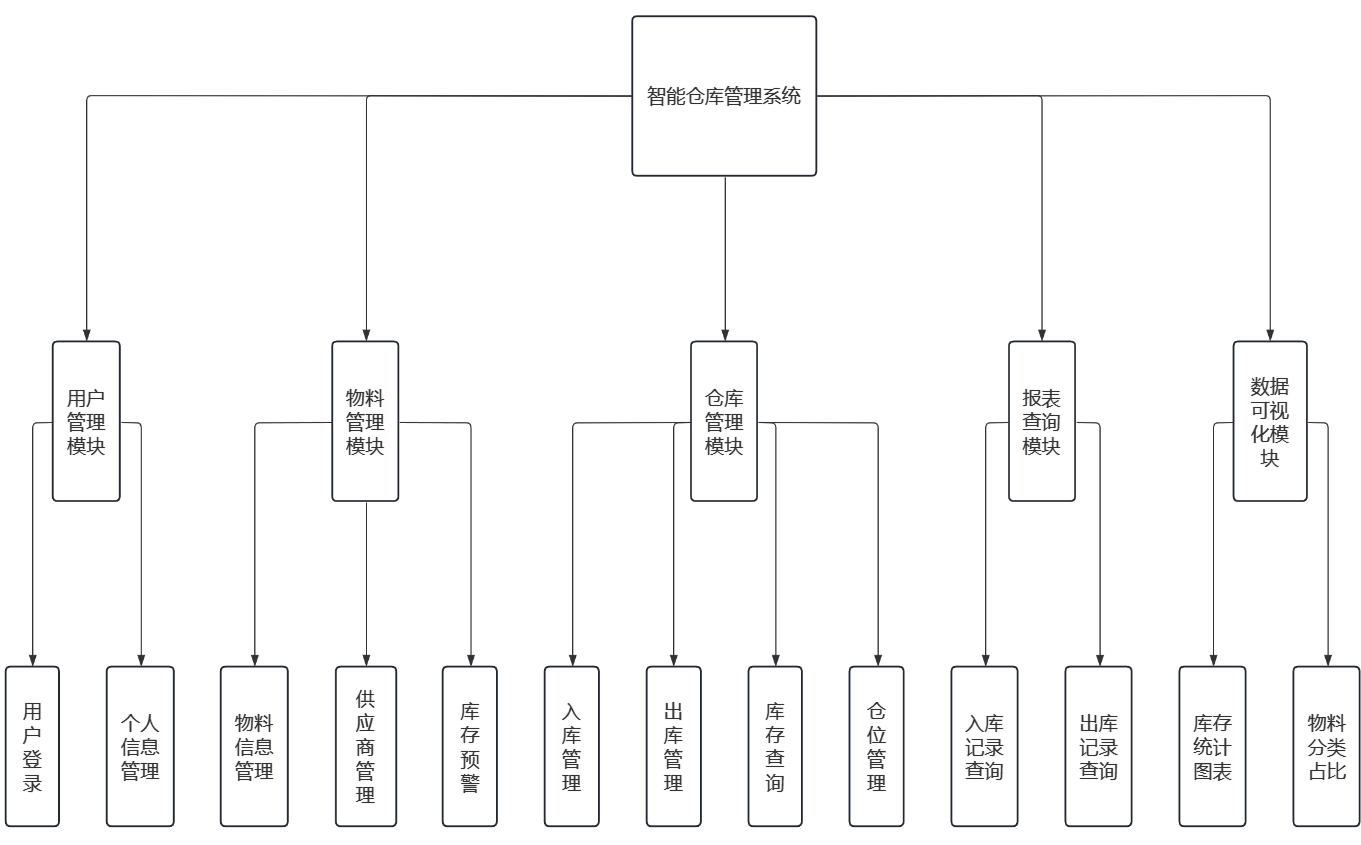 智能仓库管理系统
用户
管理
模块
物料
管理
模块
仓库
管理
模块
报表
查询
模块
数据
可视
化模
块
用
户
登
录
个人
信息
管理
物料
信息
管理
供
应
商
管
理
库
存
预
警
入
库
管
理
出
库
管
理
库
存
查
询
仓
位
管
理
入库
记录
查询
出库
记录
查询
库存
统计
图表
物料
分类
占比